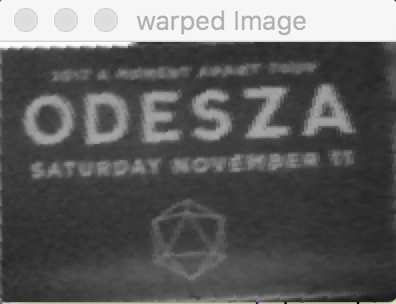 warped Image
2017 A MOMENT APART TOUR
ODESZA
SATURDAY NOVEMBER 11